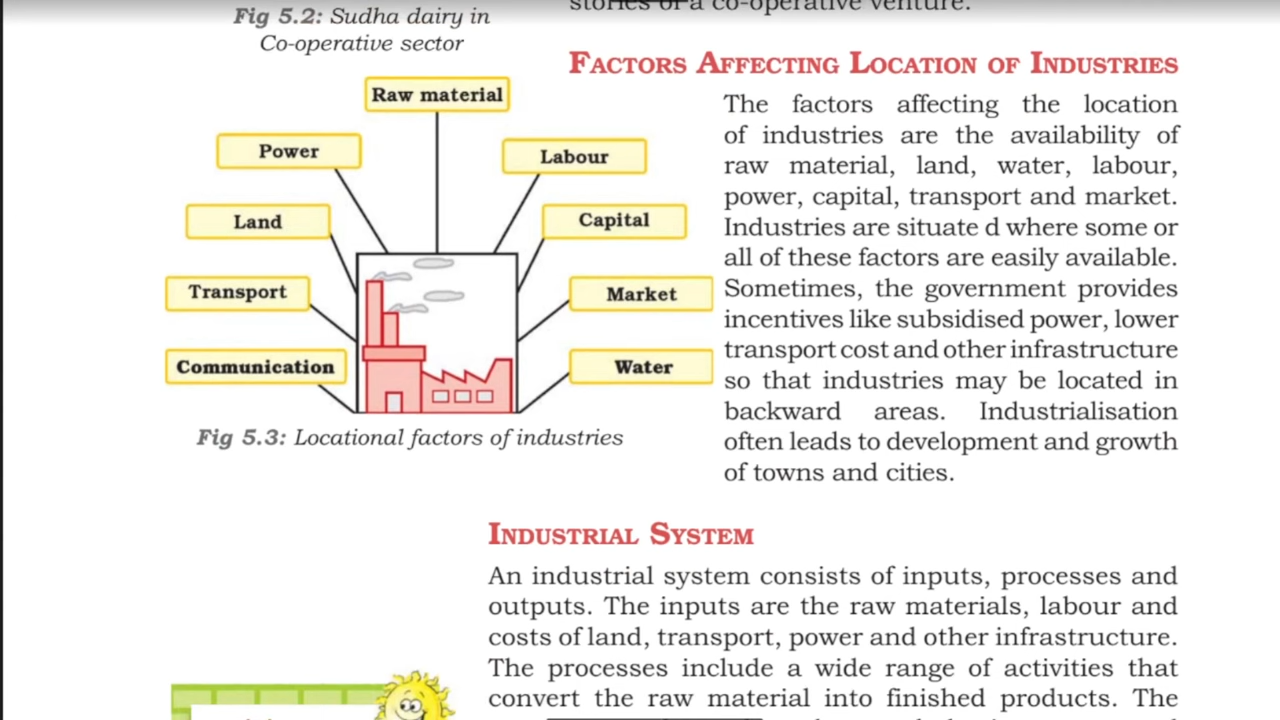 Fig 5.2: Sudha dairy in
Co-operative sector
stories of a co-operative venture.
FACTORS AFFECTING LOCATION OF INDUSTRIES
Raw material
Power
Labour
Land
Capital
Transport
Market
Communication
Water
Fig 5.3: Locational factors of industries
The factors affecting the location
of industries are the availability of
raw material, land, water, labour,
power, capital, transport and market.
Industries are situate d where some or
all of these factors are easily available.
Sometimes, the government provides
incentives like subsidised power, lower
transport cost and other infrastructure
so that industries may be located in
backward areas. Industrialisation
often leads to development and growth
of towns and cities.
INDUSTRIAL SYSTEM
An industrial system consists of inputs, processes and
outputs. The inputs are the raw materials, labour and
costs of land, transport, power and other infrastructure.
The processes include a wide range of activities that
convert the raw material into finished products. The